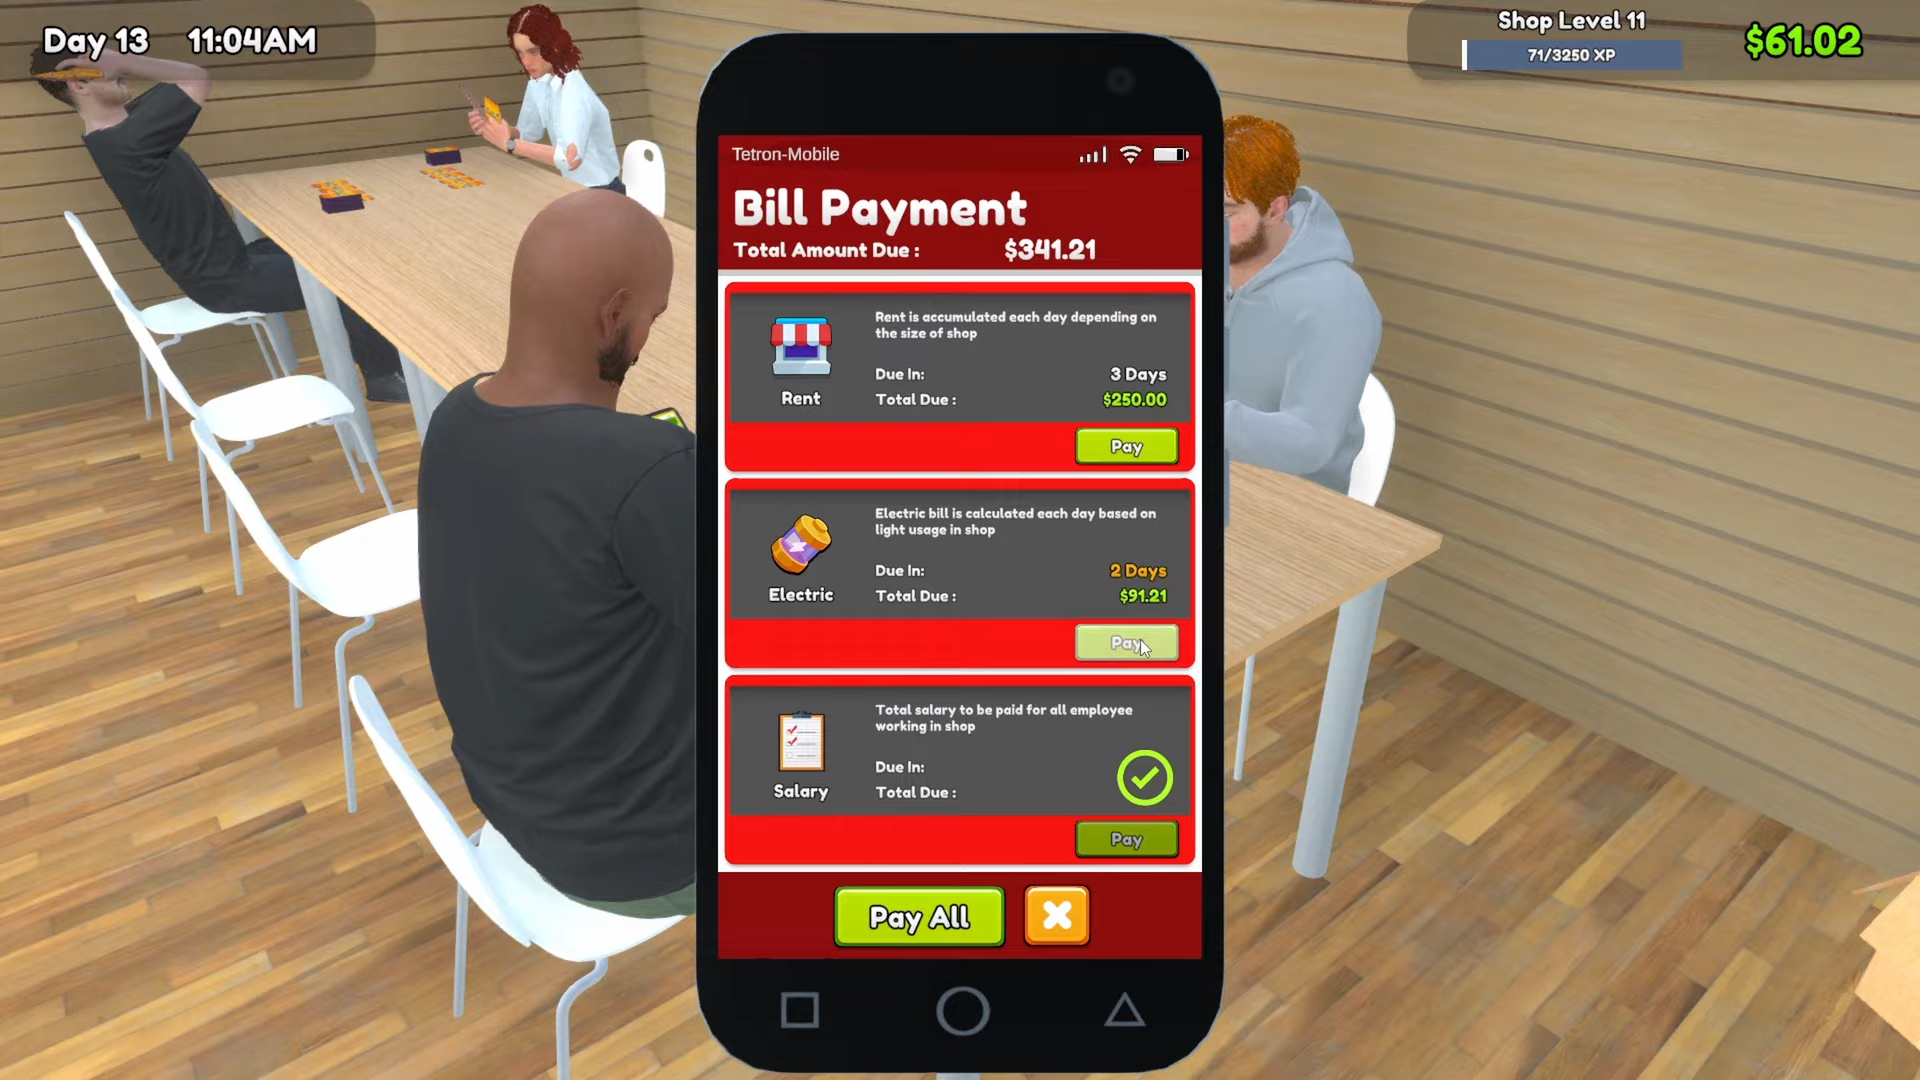 Day 13 11:04AM
Shop Level 11
71/3250 XP
$61.02
Tetron-Mobile
Bill Payment
Total Amount Due : $341.21
Rent is accumulated each day depending on
the size of shop
Due In: 3 Days
Total Due : $250.00
Rent
Pay
Electric bill is calculated each day based on
light usage in shop
Due In: 2 Days
Total Due : $91.21
Electric
Pay
Total salary to be paid for all employee
working in shop
Due In:
Total Due :
Salary
Pay
Pay All